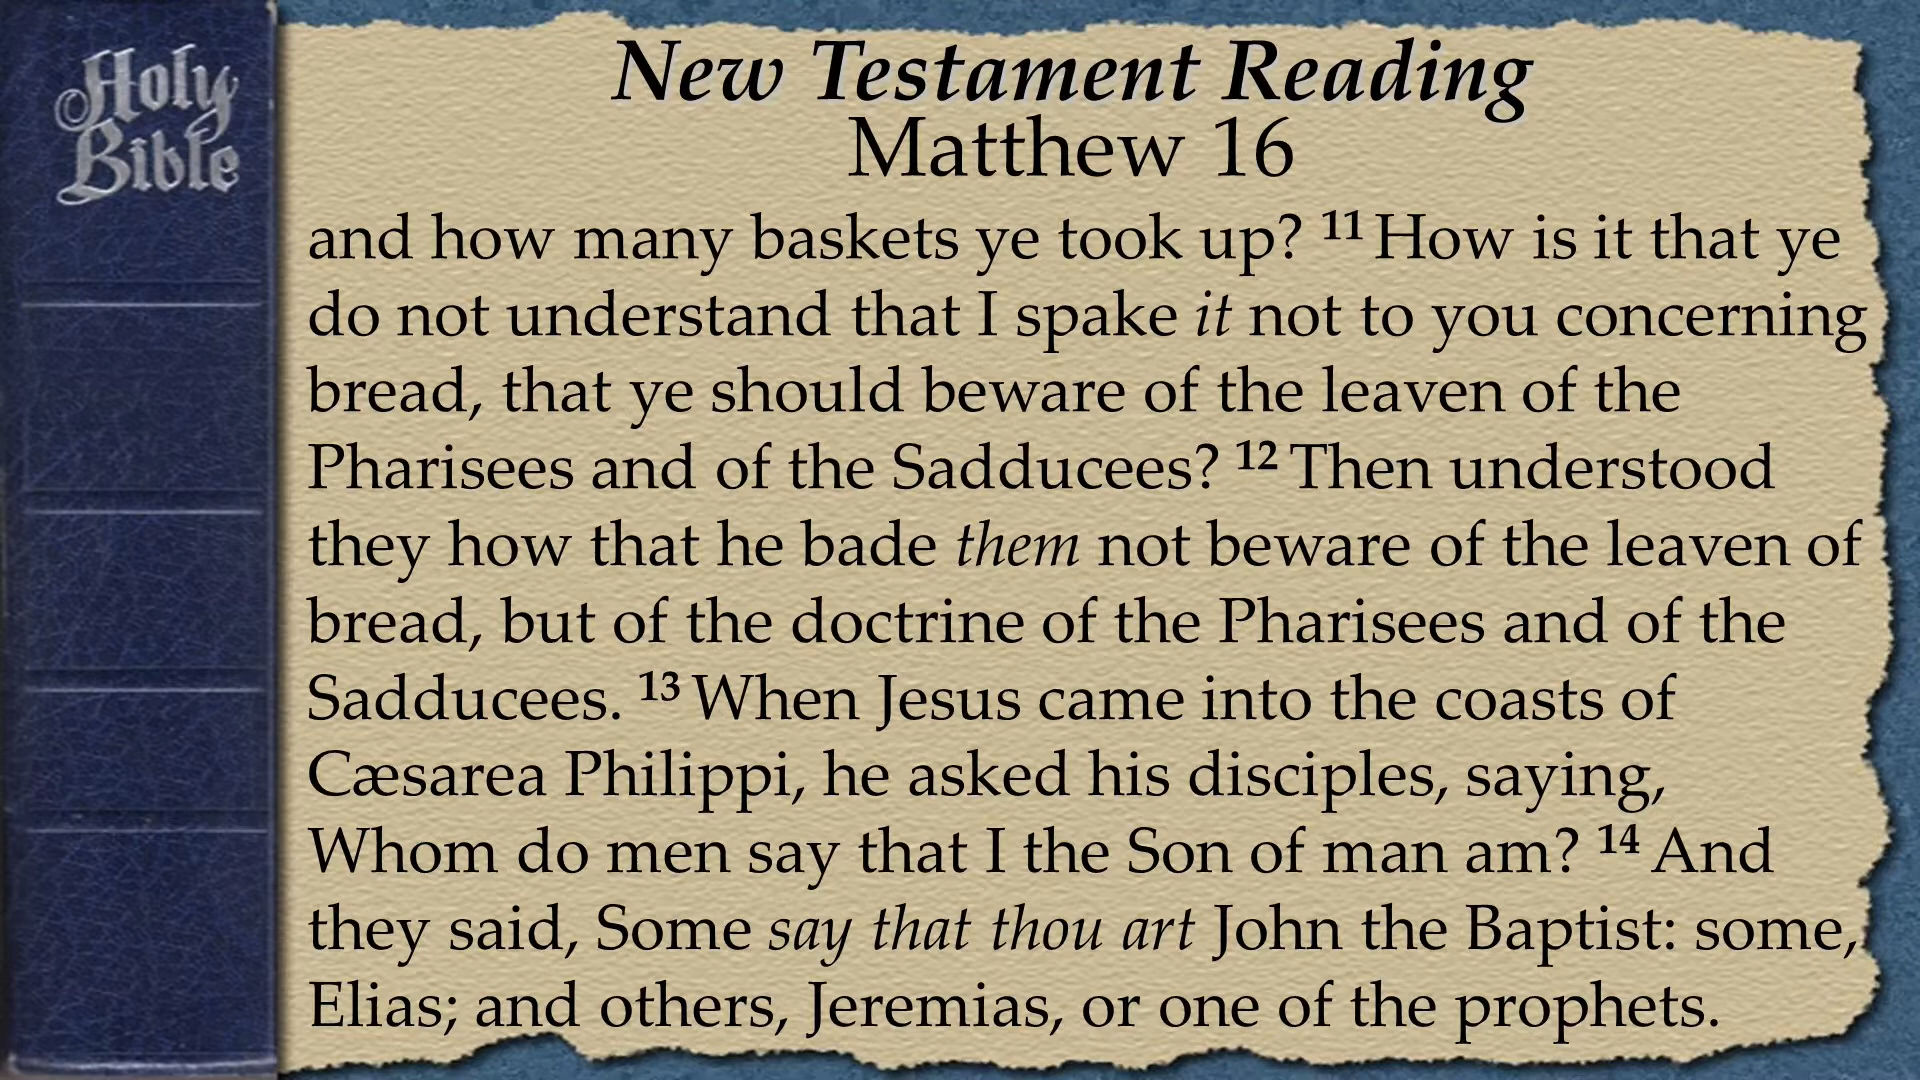 Holy
Bible
New Testament Reading
Matthew 16
and how many baskets ye took up? 11 How is it that ye
do not understand that I spake it not to you concerning
bread, that ye should beware of the leaven of the
Pharisees and of the Sadducees? 12 Then understood
they how that he bade them not beware of the leaven of
bread, but of the doctrine of the Pharisees and of the
Sadducees. 13 When Jesus came into the coasts of
Cæsarea Philippi, he asked his disciples, saying,
Whom do men say that I the Son of man am? 14 And
they said, Some say that thou art John the Baptist: some,
Elias; and others, Jeremias, or one of the prophets.